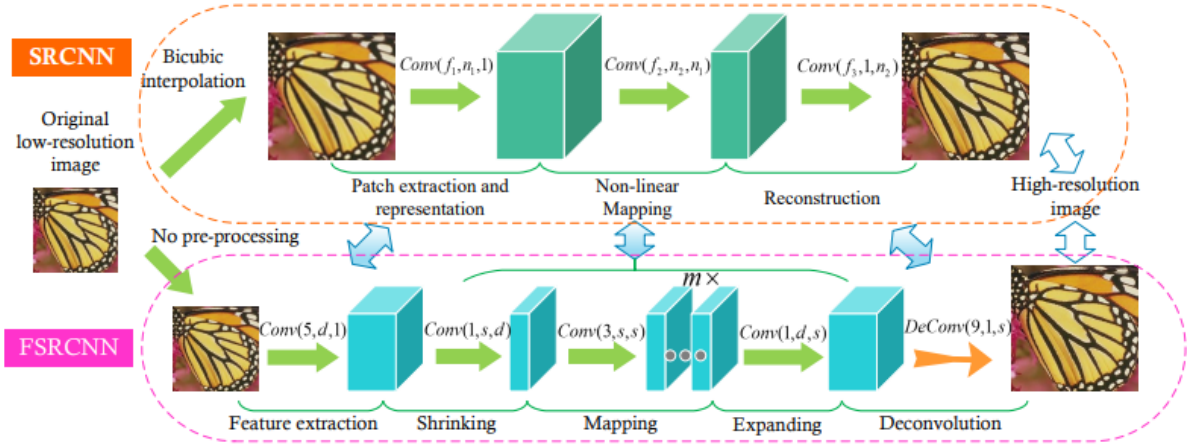 SRCNN
Bicubic
interpolation
Original
low-resolution
image
Conv(f₁,n₁,1)
Conv(f₂,n₂,n₁)
Conv(f₃,1,n₂)
Patch extraction and
representation
Non-linear
Mapping
Reconstruction
High-resolution
image
No pre-processing
FSRCNN
m×
Conv(5,d,1)
Conv(1,s,d)
Conv(3,s,s)
Conv(1,d,s)
DeConv(9,1,s)
Feature extraction
Shrinking
Mapping
Expanding
Deconvolution